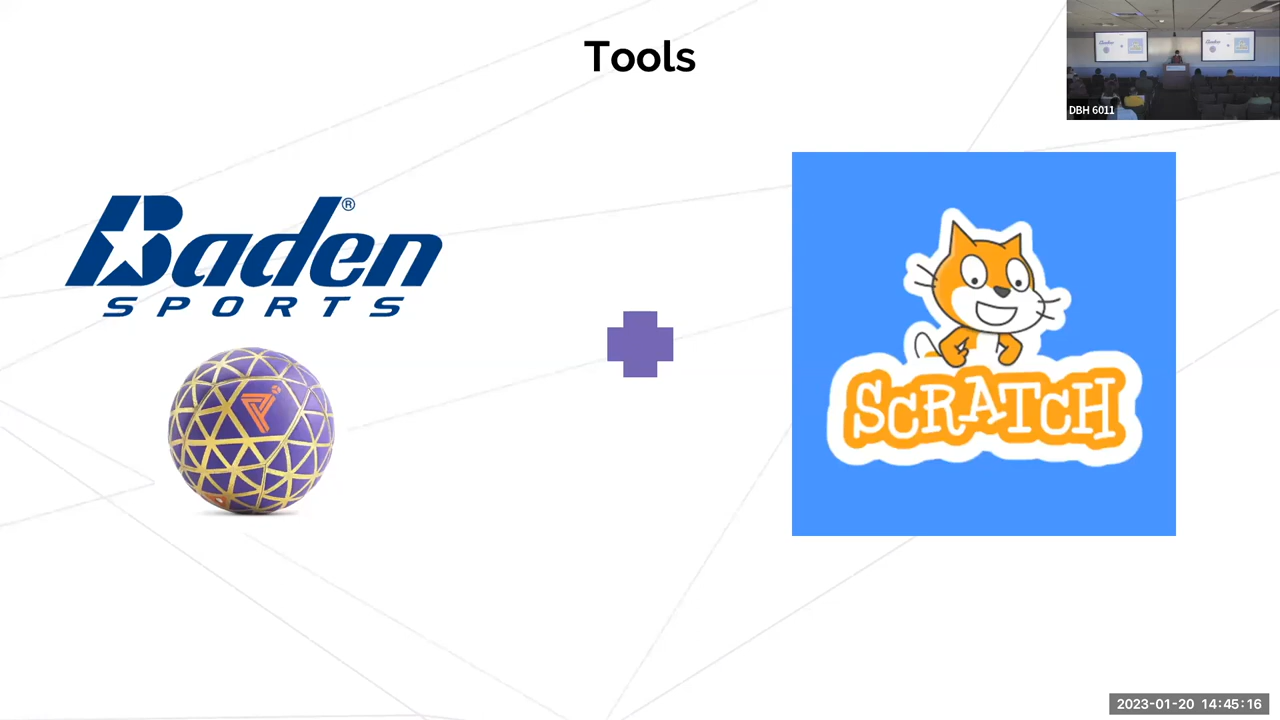 Tools
DBH 6011
Baden®
SPORTS
SCRATCH
2023-01-20 14:45:16